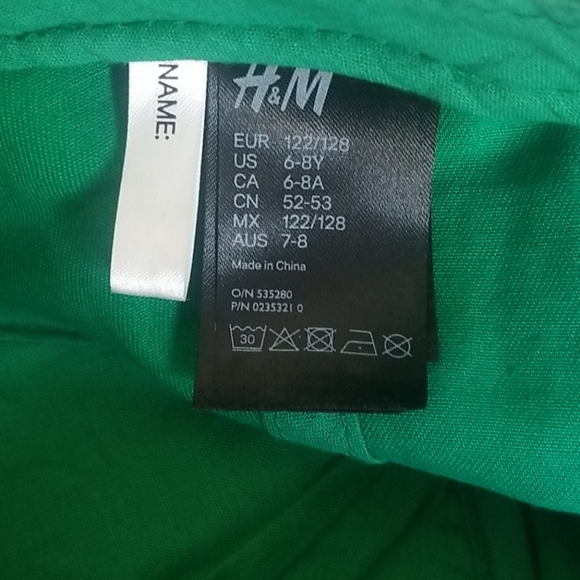 NAME:
H&M
EUR 122/128
US 6-8Y
CA 6-8A
CN 52-53
MX 122/128
AUS 7-8
Made in China
O/N 535280
P/N 0235321 0
30